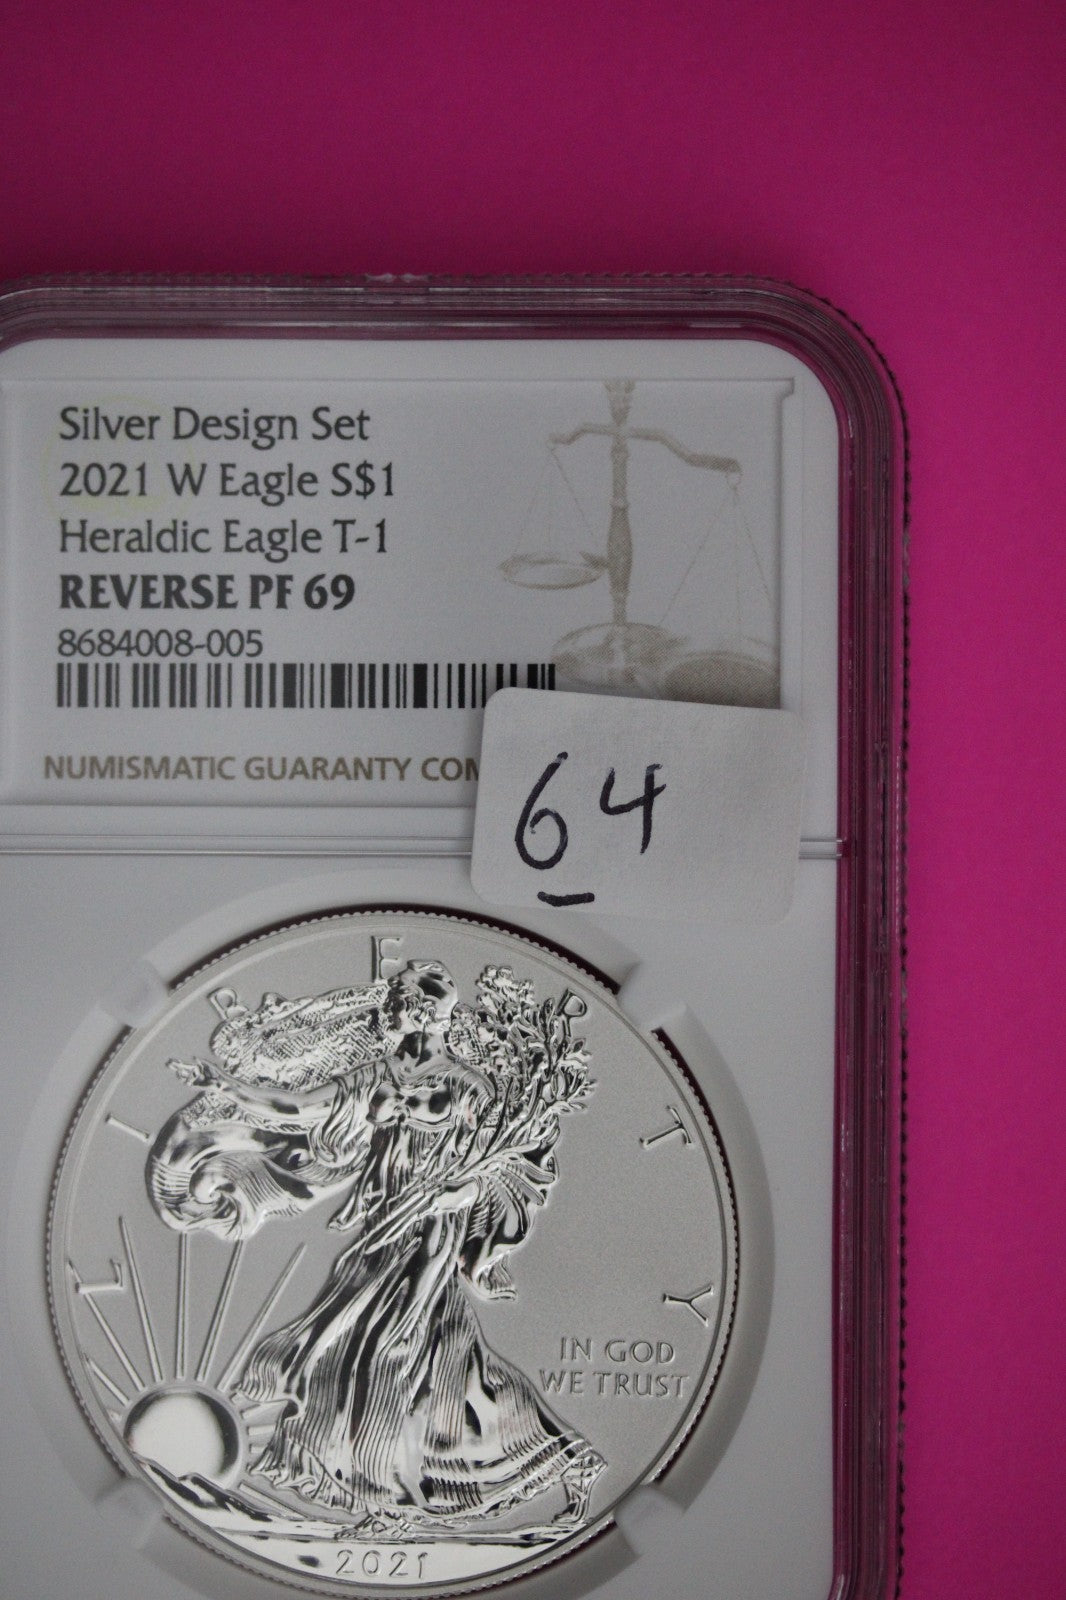 Silver Design Set
2021 W Eagle S$1
Heraldic Eagle T-1
REVERSE PF 69
8684008-005
NUMISMATIC GUARANTY COM
64
LIBERTY
IN GOD
WE TRUST
2021